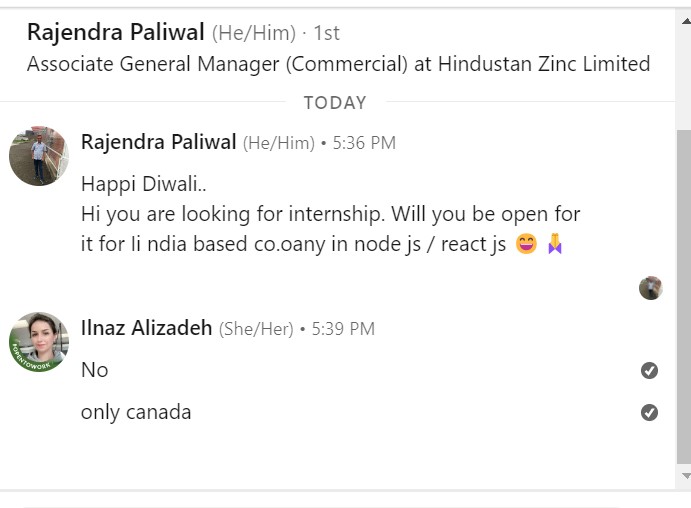 Rajendra Paliwal (He/Him) · 1st
Associate General Manager (Commercial) at Hindustan Zinc Limited
TODAY
Rajendra Paliwal (He/Him) • 5:36 PM
Happi Diwali..
Hi you are looking for internship. Will you be open for
it for Ii ndia based co.oany in node js / react js 😄 🙏
Ilnaz Alizadeh (She/Her) • 5:39 PM
#OPENTOWORK
No
only canada